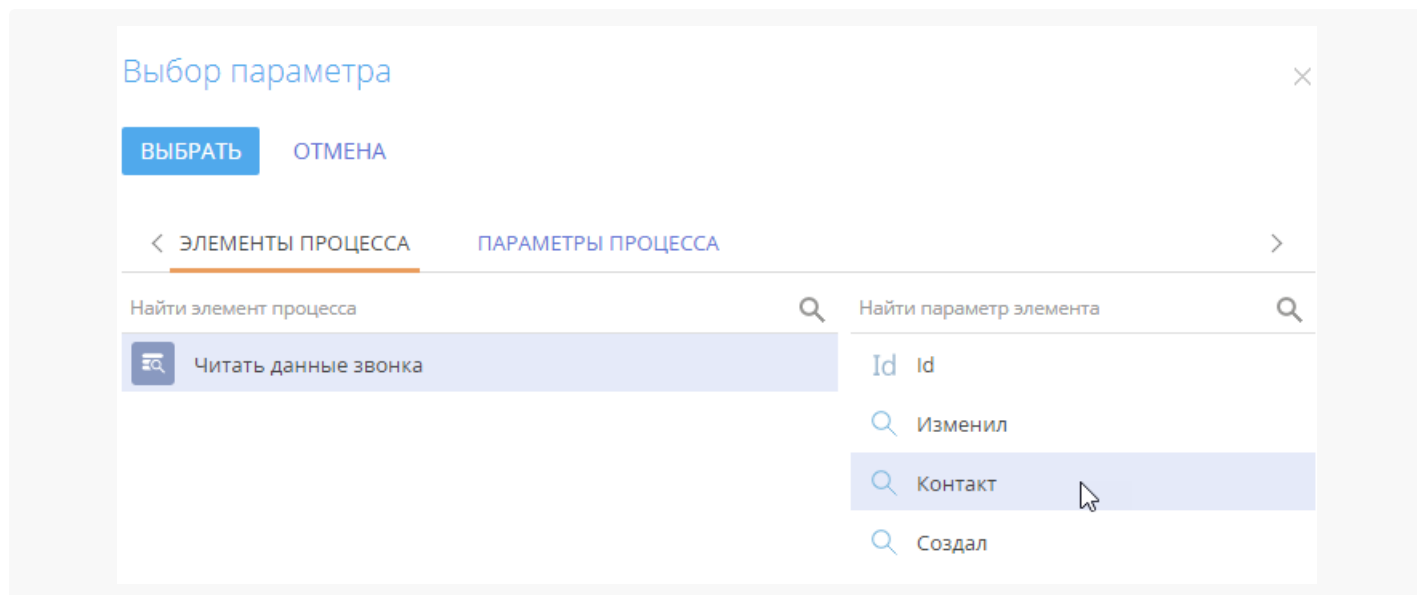 Выбор параметра
ВЫБРАТЬ ОТМЕНА
ЭЛЕМЕНТЫ ПРОЦЕССА ПАРАМЕТРЫ ПРОЦЕССА
Найти элемент процесса Найти параметр элемента
Читать данные звонка Id Id
Изменил
Контакт
Создал